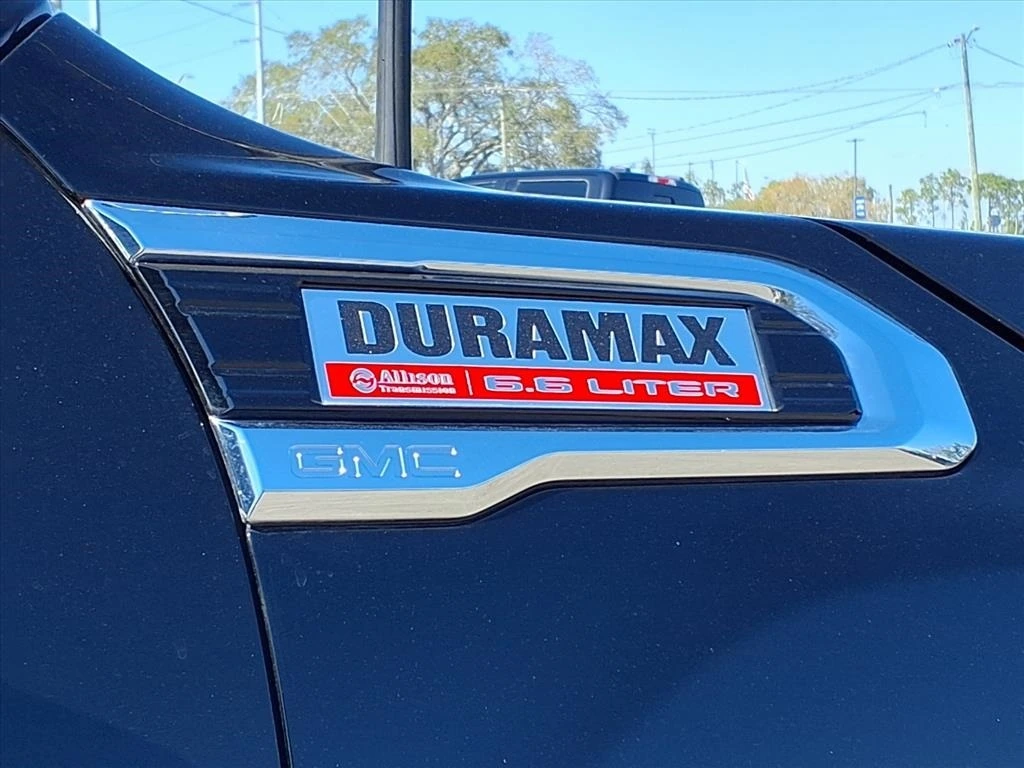 DURAMAX
Allison Transmission | 6.6 LITER
GMC